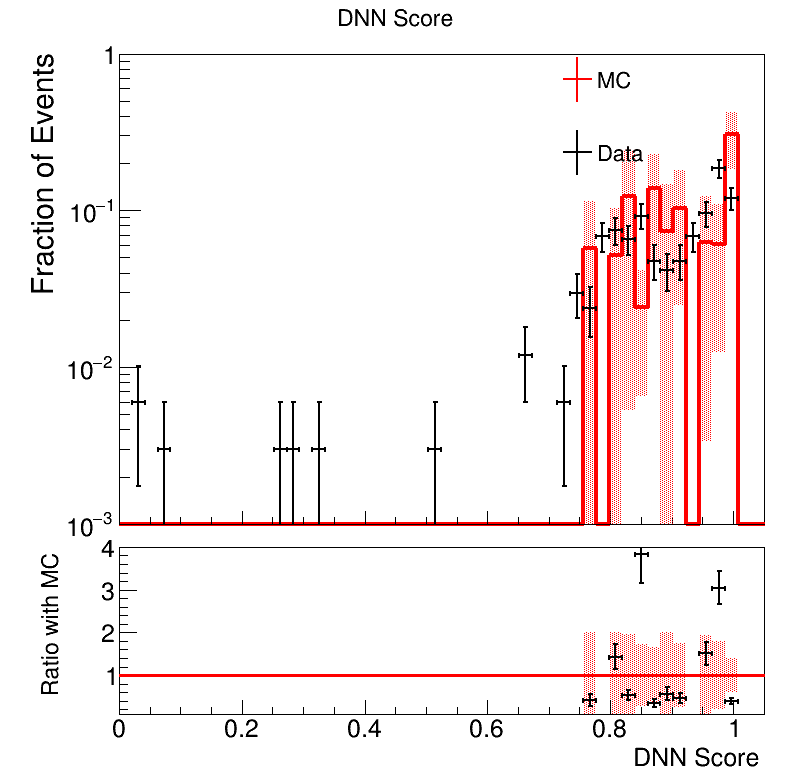 DNN Score
Fraction of Events
1
10⁻¹
10⁻²
10⁻³
MC
Data
Ratio with MC
4
3
2
1
0 0.2 0.4 0.6 0.8 1
DNN Score